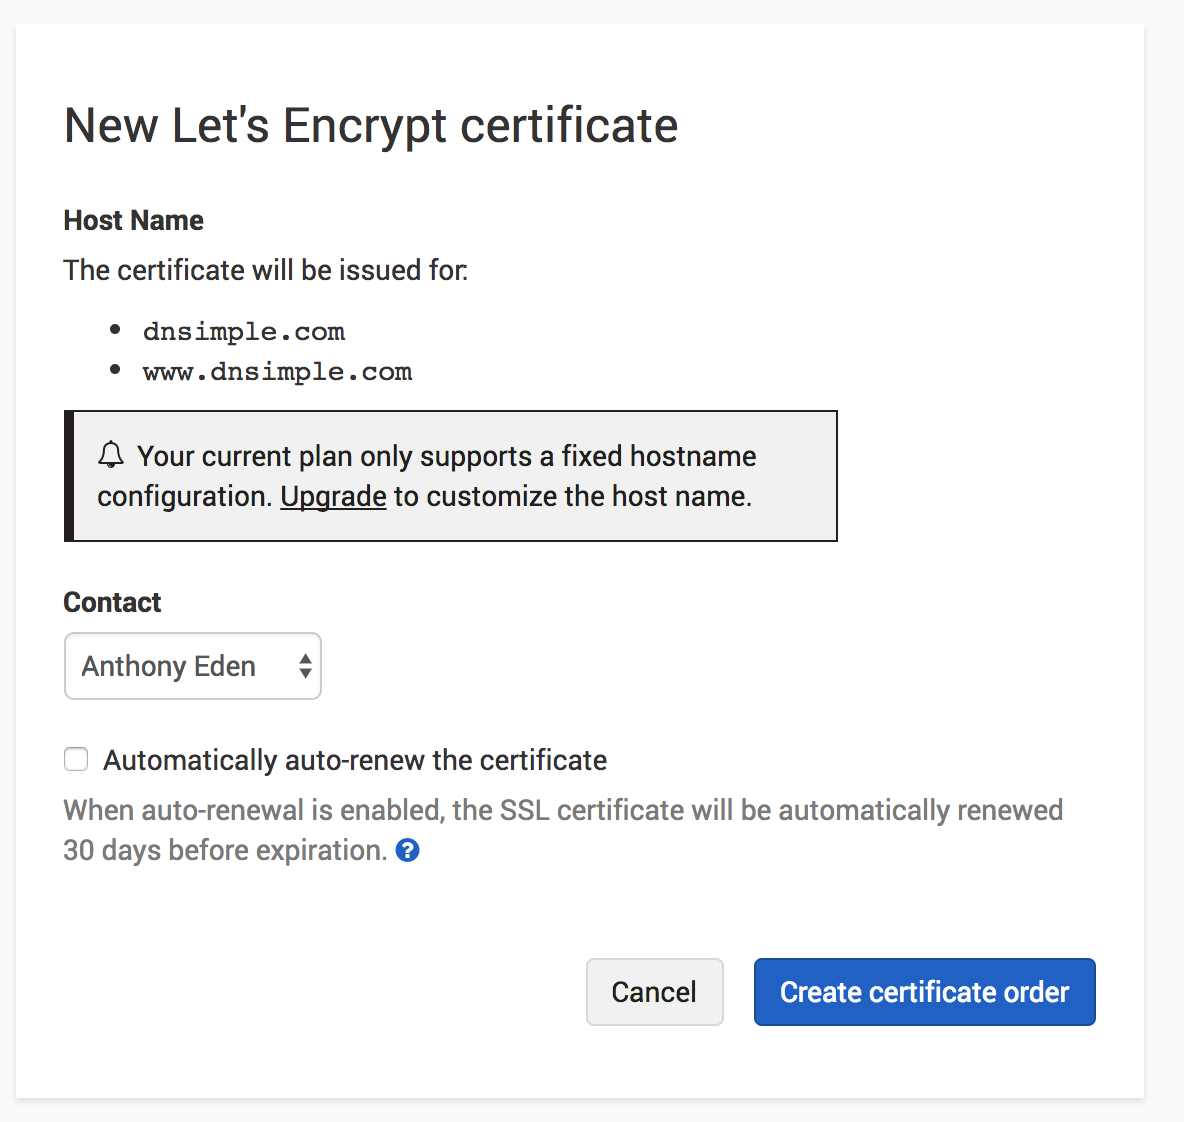 New Let's Encrypt certificate
Host Name
The certificate will be issued for:
dnsimple.com
www.dnsimple.com
Your current plan only supports a fixed hostname
configuration. Upgrade to customize the host name.
Contact
Anthony Eden
Automatically auto-renew the certificate
When auto-renewal is enabled, the SSL certificate will be automatically renewed
30 days before expiration. ?
Cancel
Create certificate order